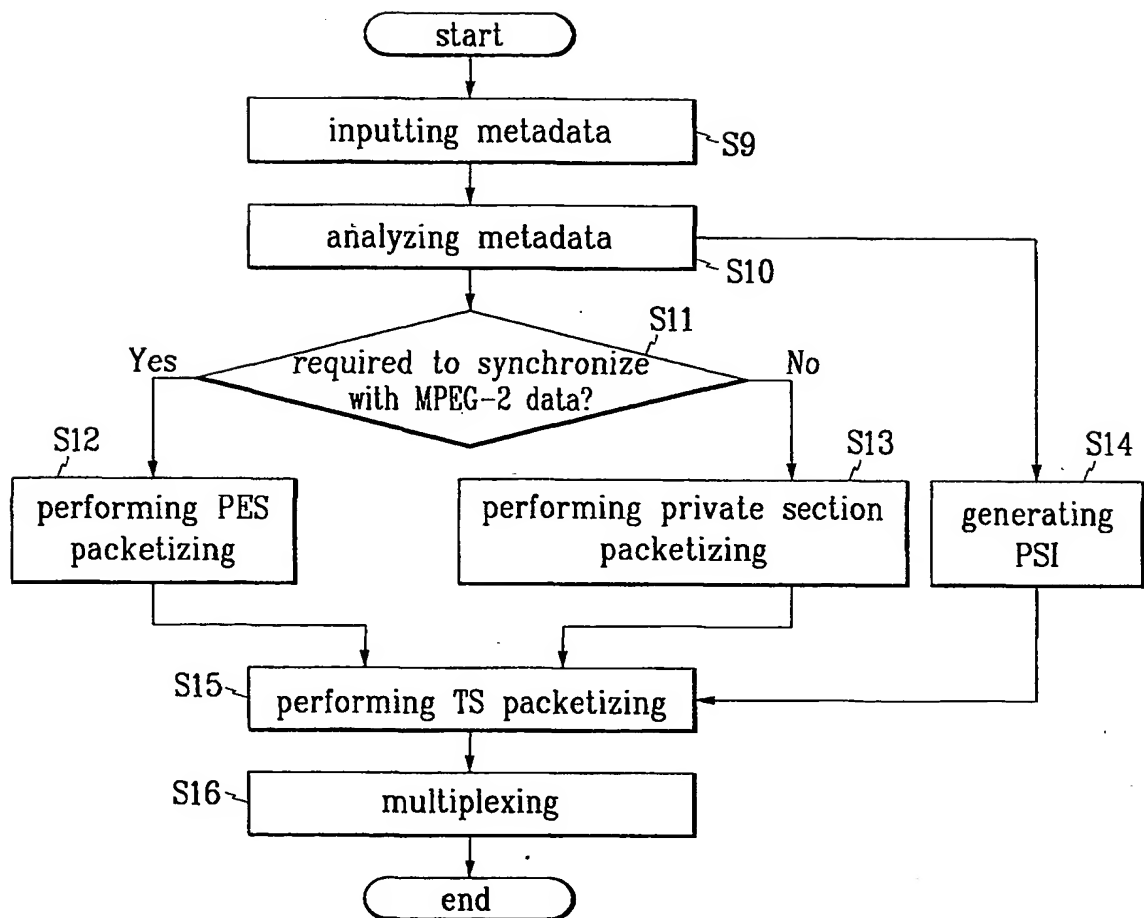 start
inputting metadata
S9
analyzing metadata
S10
S11
Yes
required to synchronize
with MPEG-2 data?
No
S12
performing PES
packetizing
S13
performing private section
packetizing
S14
generating
PSI
S15
performing TS packetizing
S16
multiplexing
end